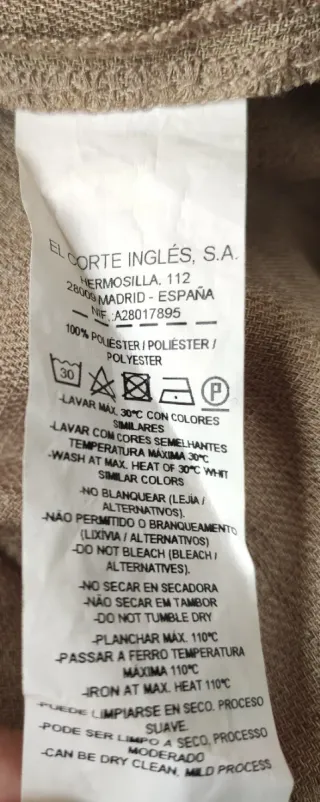 EL CORTE INGLÉS, S.A.
HERMOSILLA, 112
28009 MADRID - ESPAÑA
NIF.:A28017895
100% POLIÉSTER / POLIÉSTER /
POLYESTER
30 P
-LAVAR MÁX. 30°C CON COLORES
SIMILARES
-LAVAR COM CORES SEMELHANTES
TEMPERATURA MÁXIMA 30°C
-WASH AT MAX. HEAT OF 30°C WHIT
SIMILAR COLORS
-NO BLANQUEAR (LEJÍA /
ALTERNATIVOS).
-NÃO PERMITIDO O BRANQUEAMENTO
(LIXÍVIA / ALTERNATIVOS)
-DO NOT BLEACH (BLEACH /
ALTERNATIVES).
-NO SECAR EN SECADORA
-NÃO SECAR EM TAMBOR
-DO NOT TUMBLE DRY
-PLANCHAR MÁX. 110°C
-PASSAR A FERRO TEMPERATURA
MÁXIMA 110°C
-IRON AT MAX. HEAT 110°C
-PUEDE LIMPIARSE EN SECO. PROCESO
SUAVE.
-PODE SER LIMPO A SECO, PROCESSO
MODERADO
-CAN BE DRY CLEAN, MILD PROCESS